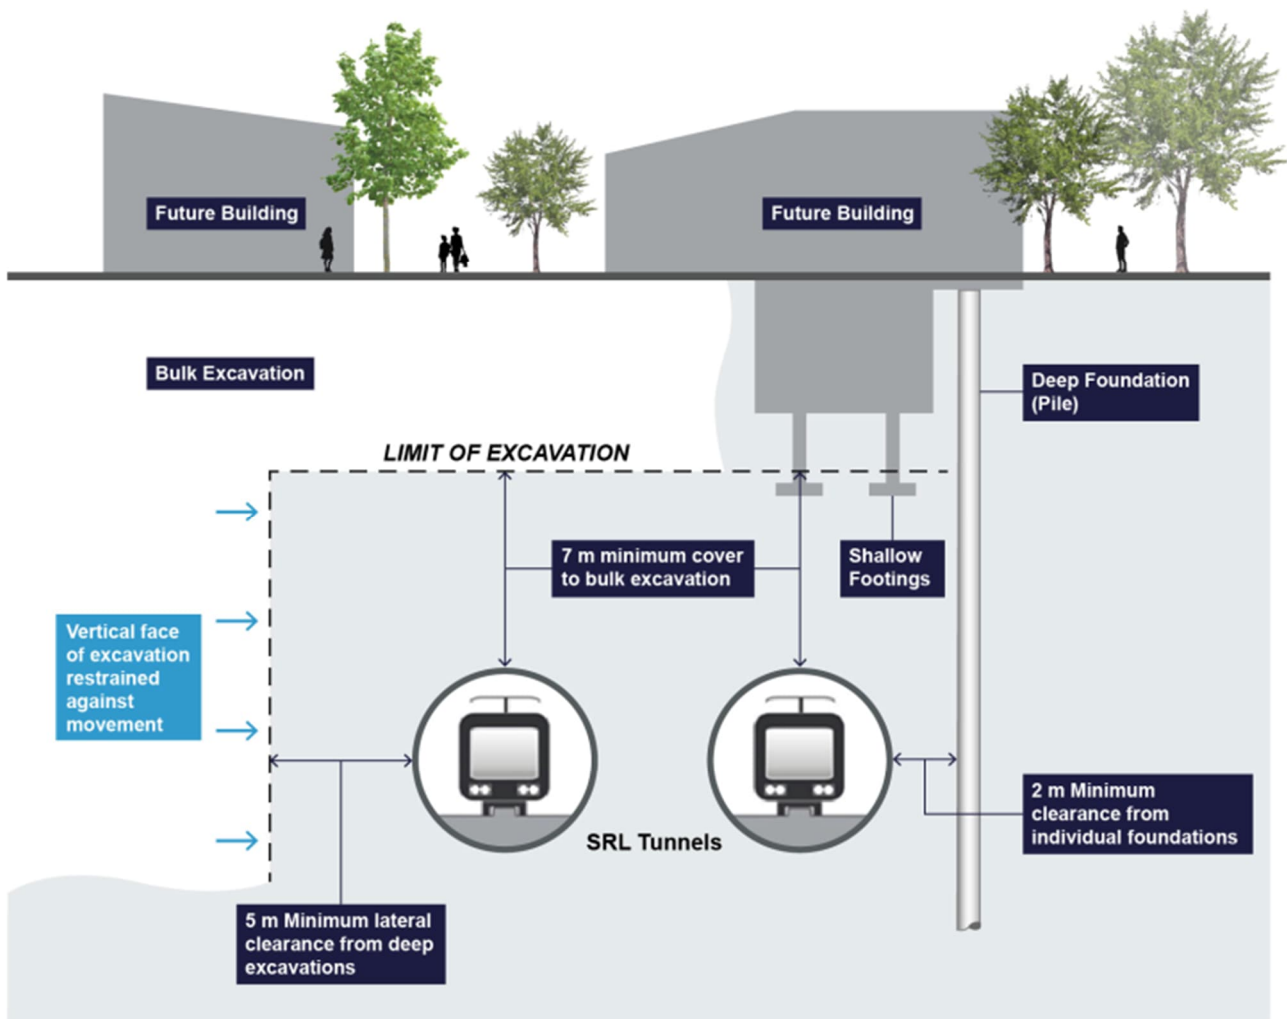 Future Building
Future Building
Bulk Excavation
Deep Foundation
(Pile)
LIMIT OF EXCAVATION
7 m minimum cover
to bulk excavation
Shallow
Footings
Vertical face
of excavation
restrained
against
movement
2 m Minimum
clearance from
individual foundations
SRL Tunnels
5 m Minimum lateral
clearance from deep
excavations